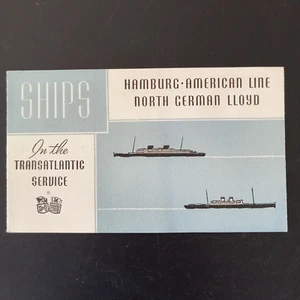 SHIPS
In the
TRANSATLANTIC
SERVICE
HAMBURG-AMERICAN LINE
NORTH GERMAN LLOYD